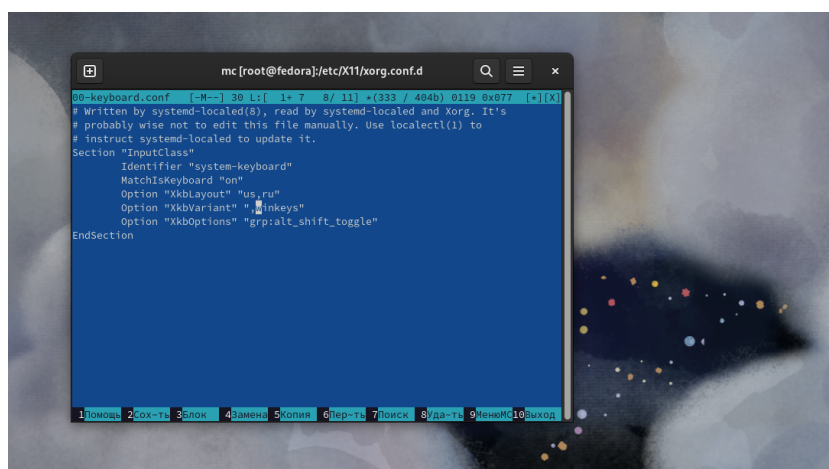 mc [root@fedora]:/etc/X11/xorg.conf.d
00-keyboard.conf [-M--] 30 L:[ 1+ 7 8/ 11] *(333 / 404b) 0119 0x077 [*][X]
# Written by systemd-localed(8), read by systemd-localed and Xorg. It's
# probably wise not to edit this file manually. Use localectl(1) to
# instruct systemd-localed to update it.
Section "InputClass"
        Identifier "system-keyboard"
        MatchIsKeyboard "on"
        Option "XkbLayout" "us,ru"
        Option "XkbVariant" ",winkeys"
        Option "XkbOptions" "grp:alt_shift_toggle"
EndSection
1Помощь 2Сох~ть 3Блок 4Замена 5Копия 6Пер~ть 7Поиск 8Уда~ть 9МенюMC 10Выход